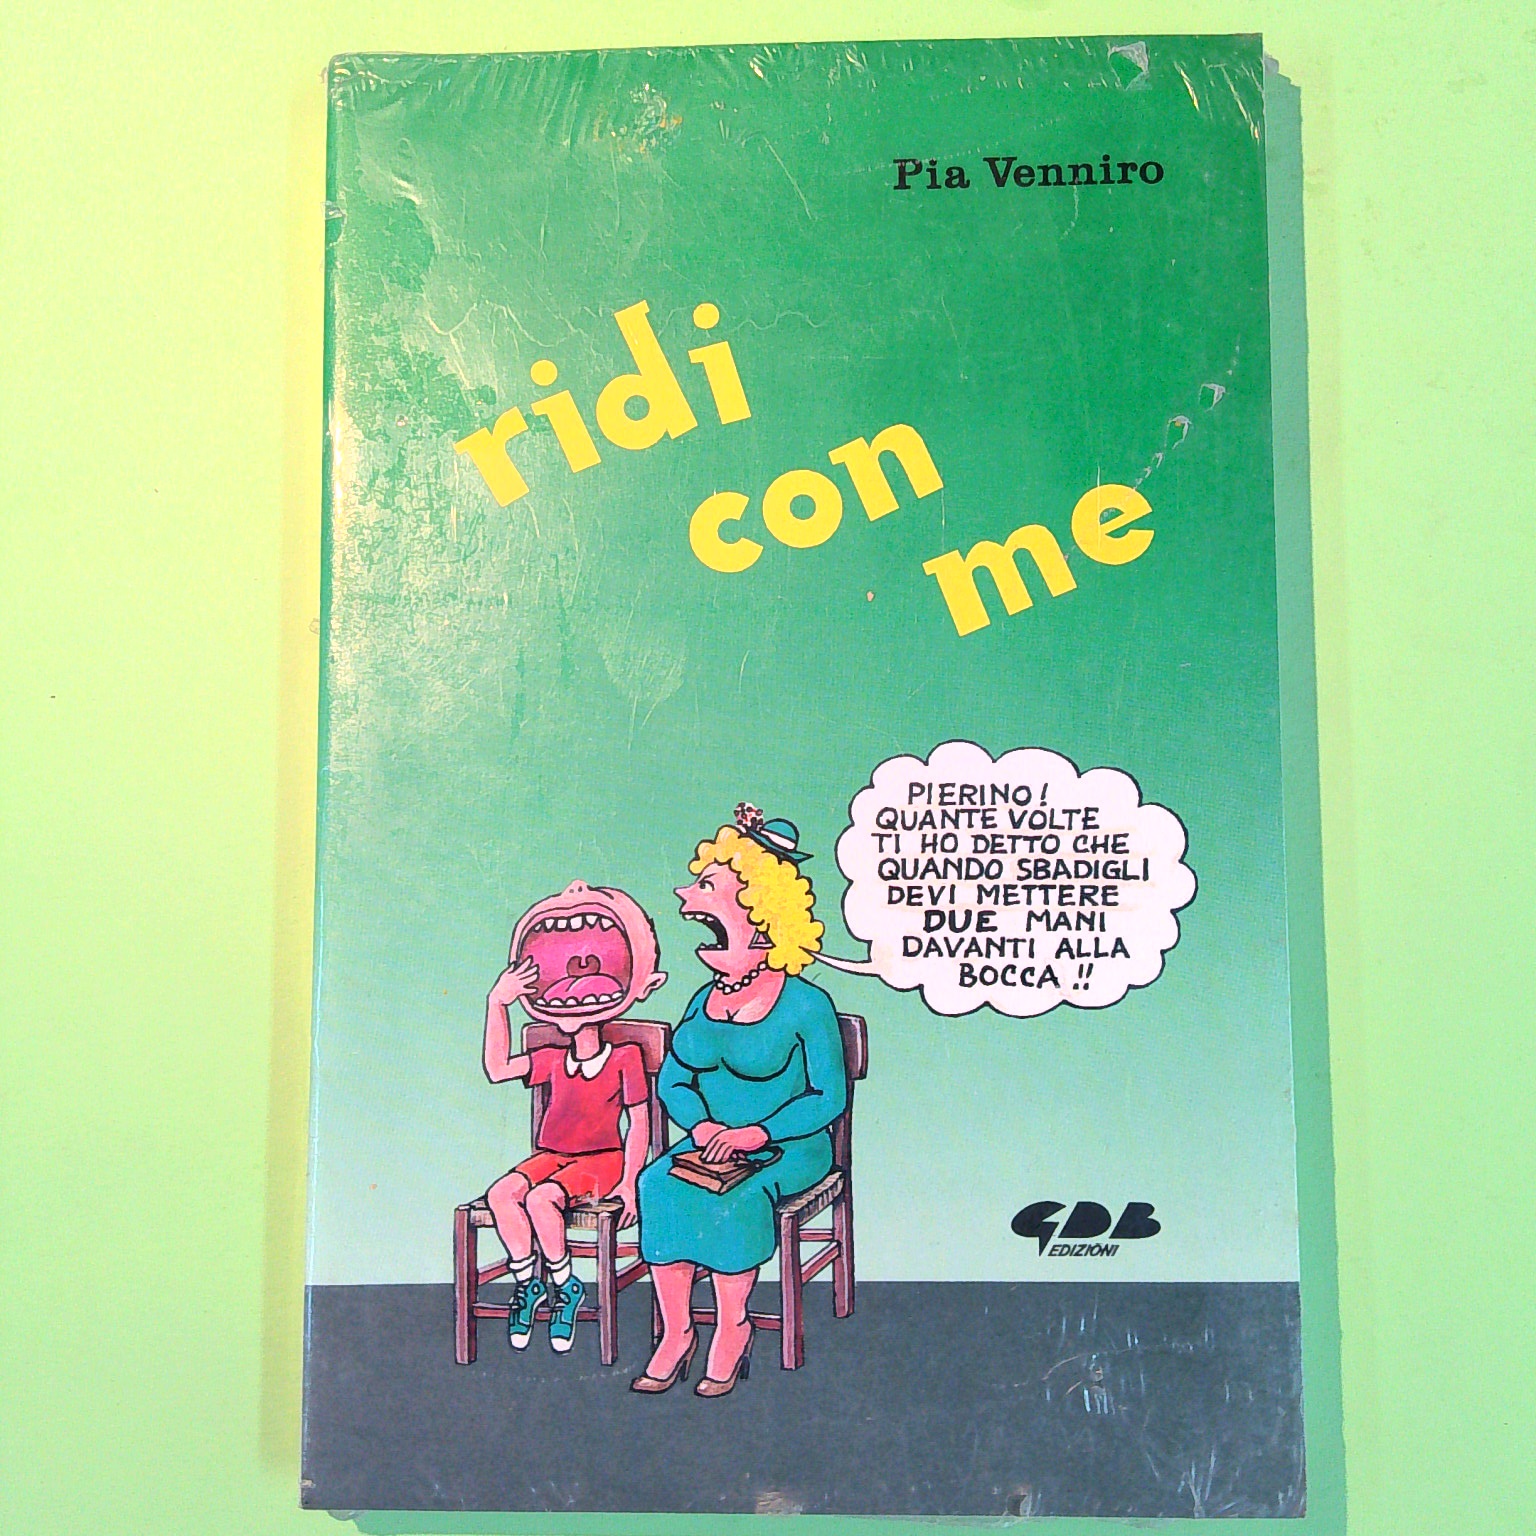 Pia Venniro
ridi
con
me
PIERINO!
QUANTE VOLTE
TI HO DETTO CHE
QUANDO SBADIGLI
DEVI METTERE
DUE MANI
DAVANTI ALLA
BOCCA!!
GDB
EDIZIONI